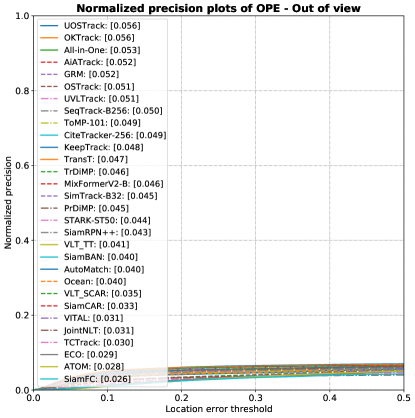 Normalized precision plots of OPE - Out of view
1.0
0.8
0.6
0.4
0.2
0.0
Normalized precision
UOSTrack: [0.056]
OKTrack: [0.056]
All-in-One: [0.053]
AiATrack: [0.052]
GRM: [0.052]
OSTrack: [0.051]
UVLTrack: [0.051]
SeqTrack-B256: [0.050]
ToMP-101: [0.049]
CiteTracker-256: [0.049]
KeepTrack: [0.048]
TransT: [0.047]
TrDiMP: [0.046]
MixFormerV2-B: [0.046]
SimTrack-B32: [0.045]
PrDiMP: [0.045]
STARK-ST50: [0.044]
SiamRPN++: [0.043]
VLT_TT: [0.041]
SiamBAN: [0.040]
AutoMatch: [0.040]
Ocean: [0.040]
VLT_SCAR: [0.035]
SiamCAR: [0.033]
VITAL: [0.031]
JointNLT: [0.031]
TCTrack: [0.030]
ECO: [0.029]
ATOM: [0.028]
SiamFC: [0.026]
0.0 0.1 0.2 0.3 0.4 0.5
Location error threshold